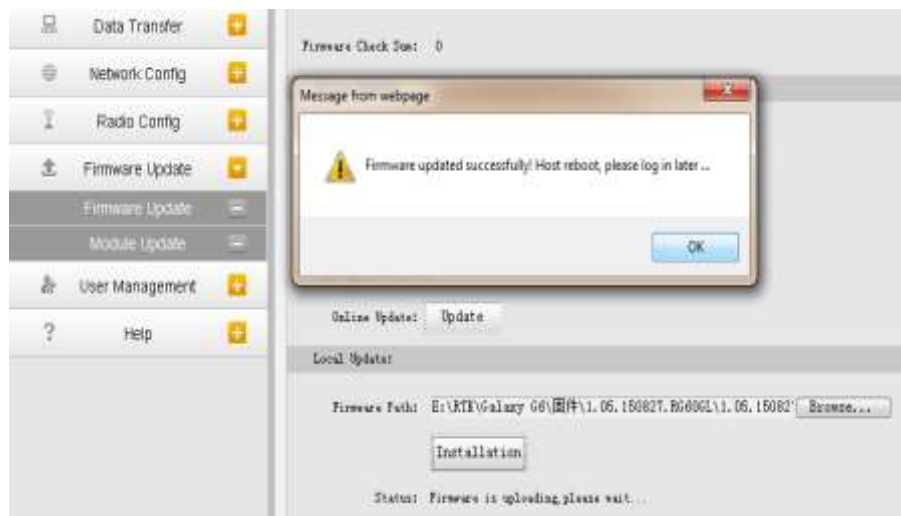 Data Transfer
Network Config
Radio Config
Firmware Update
Firmware Update
Module Update
User Management
? Help
Firmware Check Sum: 0
Message from webpage
Firmware updated successfully! Host reboot, please log in later ...
OK
Online Update: Update
Local Update:
Firmware Path: E:\RTK\Galaxy G6\固件\1.05.150827.RG60GL\1.05.15082 Browse...
Installation
Status: Firmware is uploading,please wait...